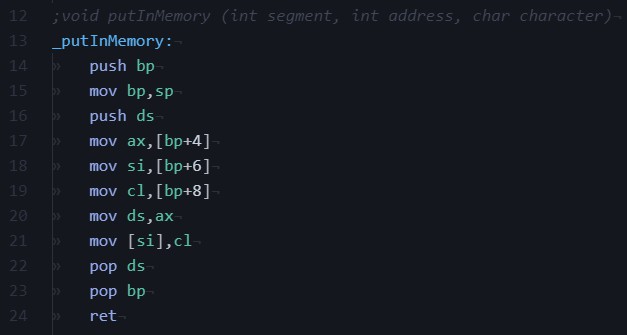 12 ;void putInMemory (int segment, int address, char character)¬
13 _putInMemory:¬
14 » push bp¬
15 » mov bp,sp¬
16 » push ds¬
17 » mov ax,[bp+4]¬
18 » mov si,[bp+6]¬
19 » mov cl,[bp+8]¬
20 » mov ds,ax¬
21 » mov [si],cl¬
22 » pop ds¬
23 » pop bp¬
24 » ret¬